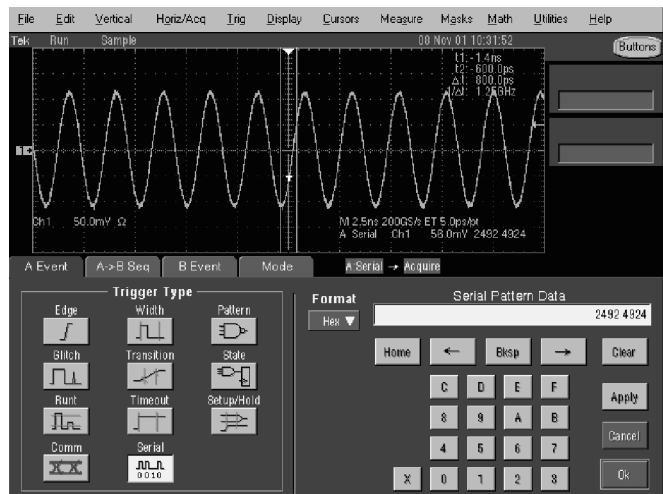 File Edit Vertical Horiz/Acq Trig Display Cursors Measure Masks Math Utilities Help
Tek Run Sample 08 Nov 01 10:31:52 Buttons
t1: -1.4ns
t2: -600.0ps
Δt: 800.0ps
1/Δt: 1.25GHz
1
Ch1 50.0mV Ω M 2.5ns 200GS/s ET 5.0ps/pt
A Serial Ch1 56.0mV 2492 4924
A Event A->B Seq B Event Mode A:Serial → Acquire
Trigger Type
Edge Width Pattern
Glitch Transition State
Runt Timeout Setup/Hold
Comm Serial
0010
Format
Hex
Serial Pattern Data
2492 4924
Home ← Bksp → Clear
C D E F
Apply
8 9 A B
Cancel
4 5 6 7
X 0 1 2 3
Ok